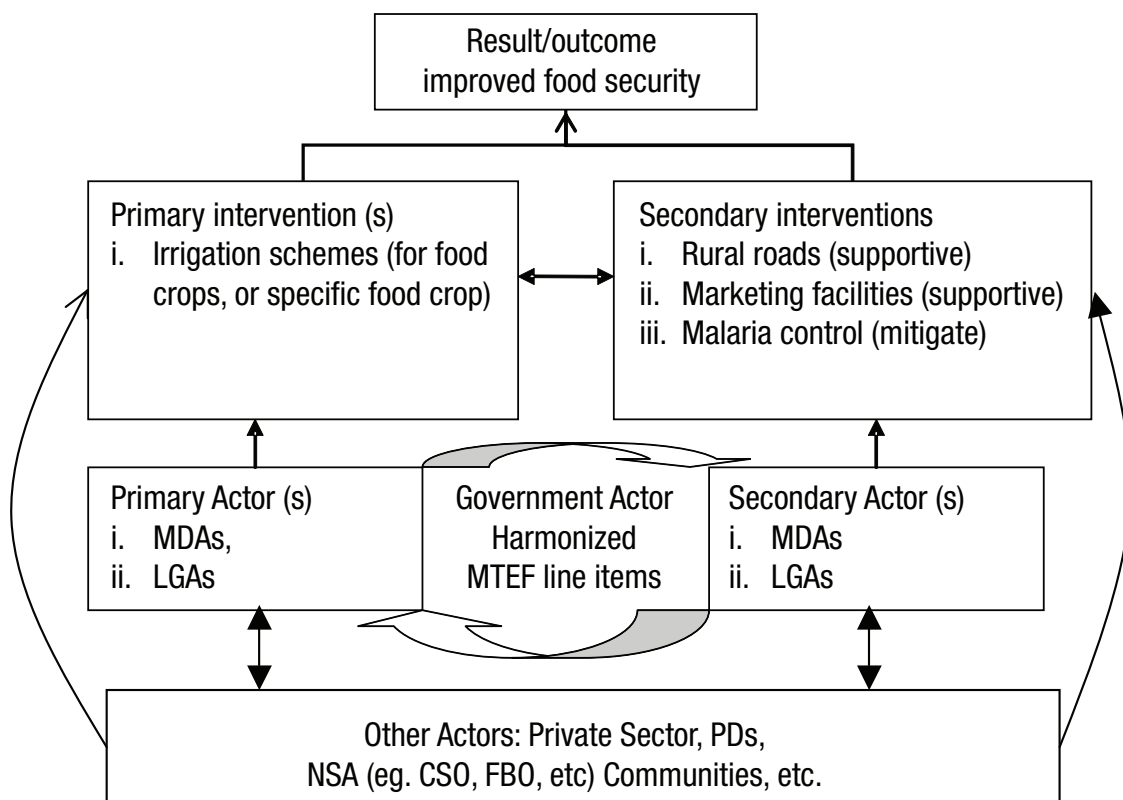 Result/outcome
improved food security
Primary intervention (s)
i. Irrigation schemes (for food
crops, or specific food crop)
Secondary interventions
i. Rural roads (supportive)
ii. Marketing facilities (supportive)
iii. Malaria control (mitigate)
Primary Actor (s)
i. MDAs,
ii. LGAs
Government Actor
Harmonized
MTEF line items
Secondary Actor (s)
i. MDAs
ii. LGAs
Other Actors: Private Sector, PDs,
NSA (eg. CSO, FBO, etc) Communities, etc.